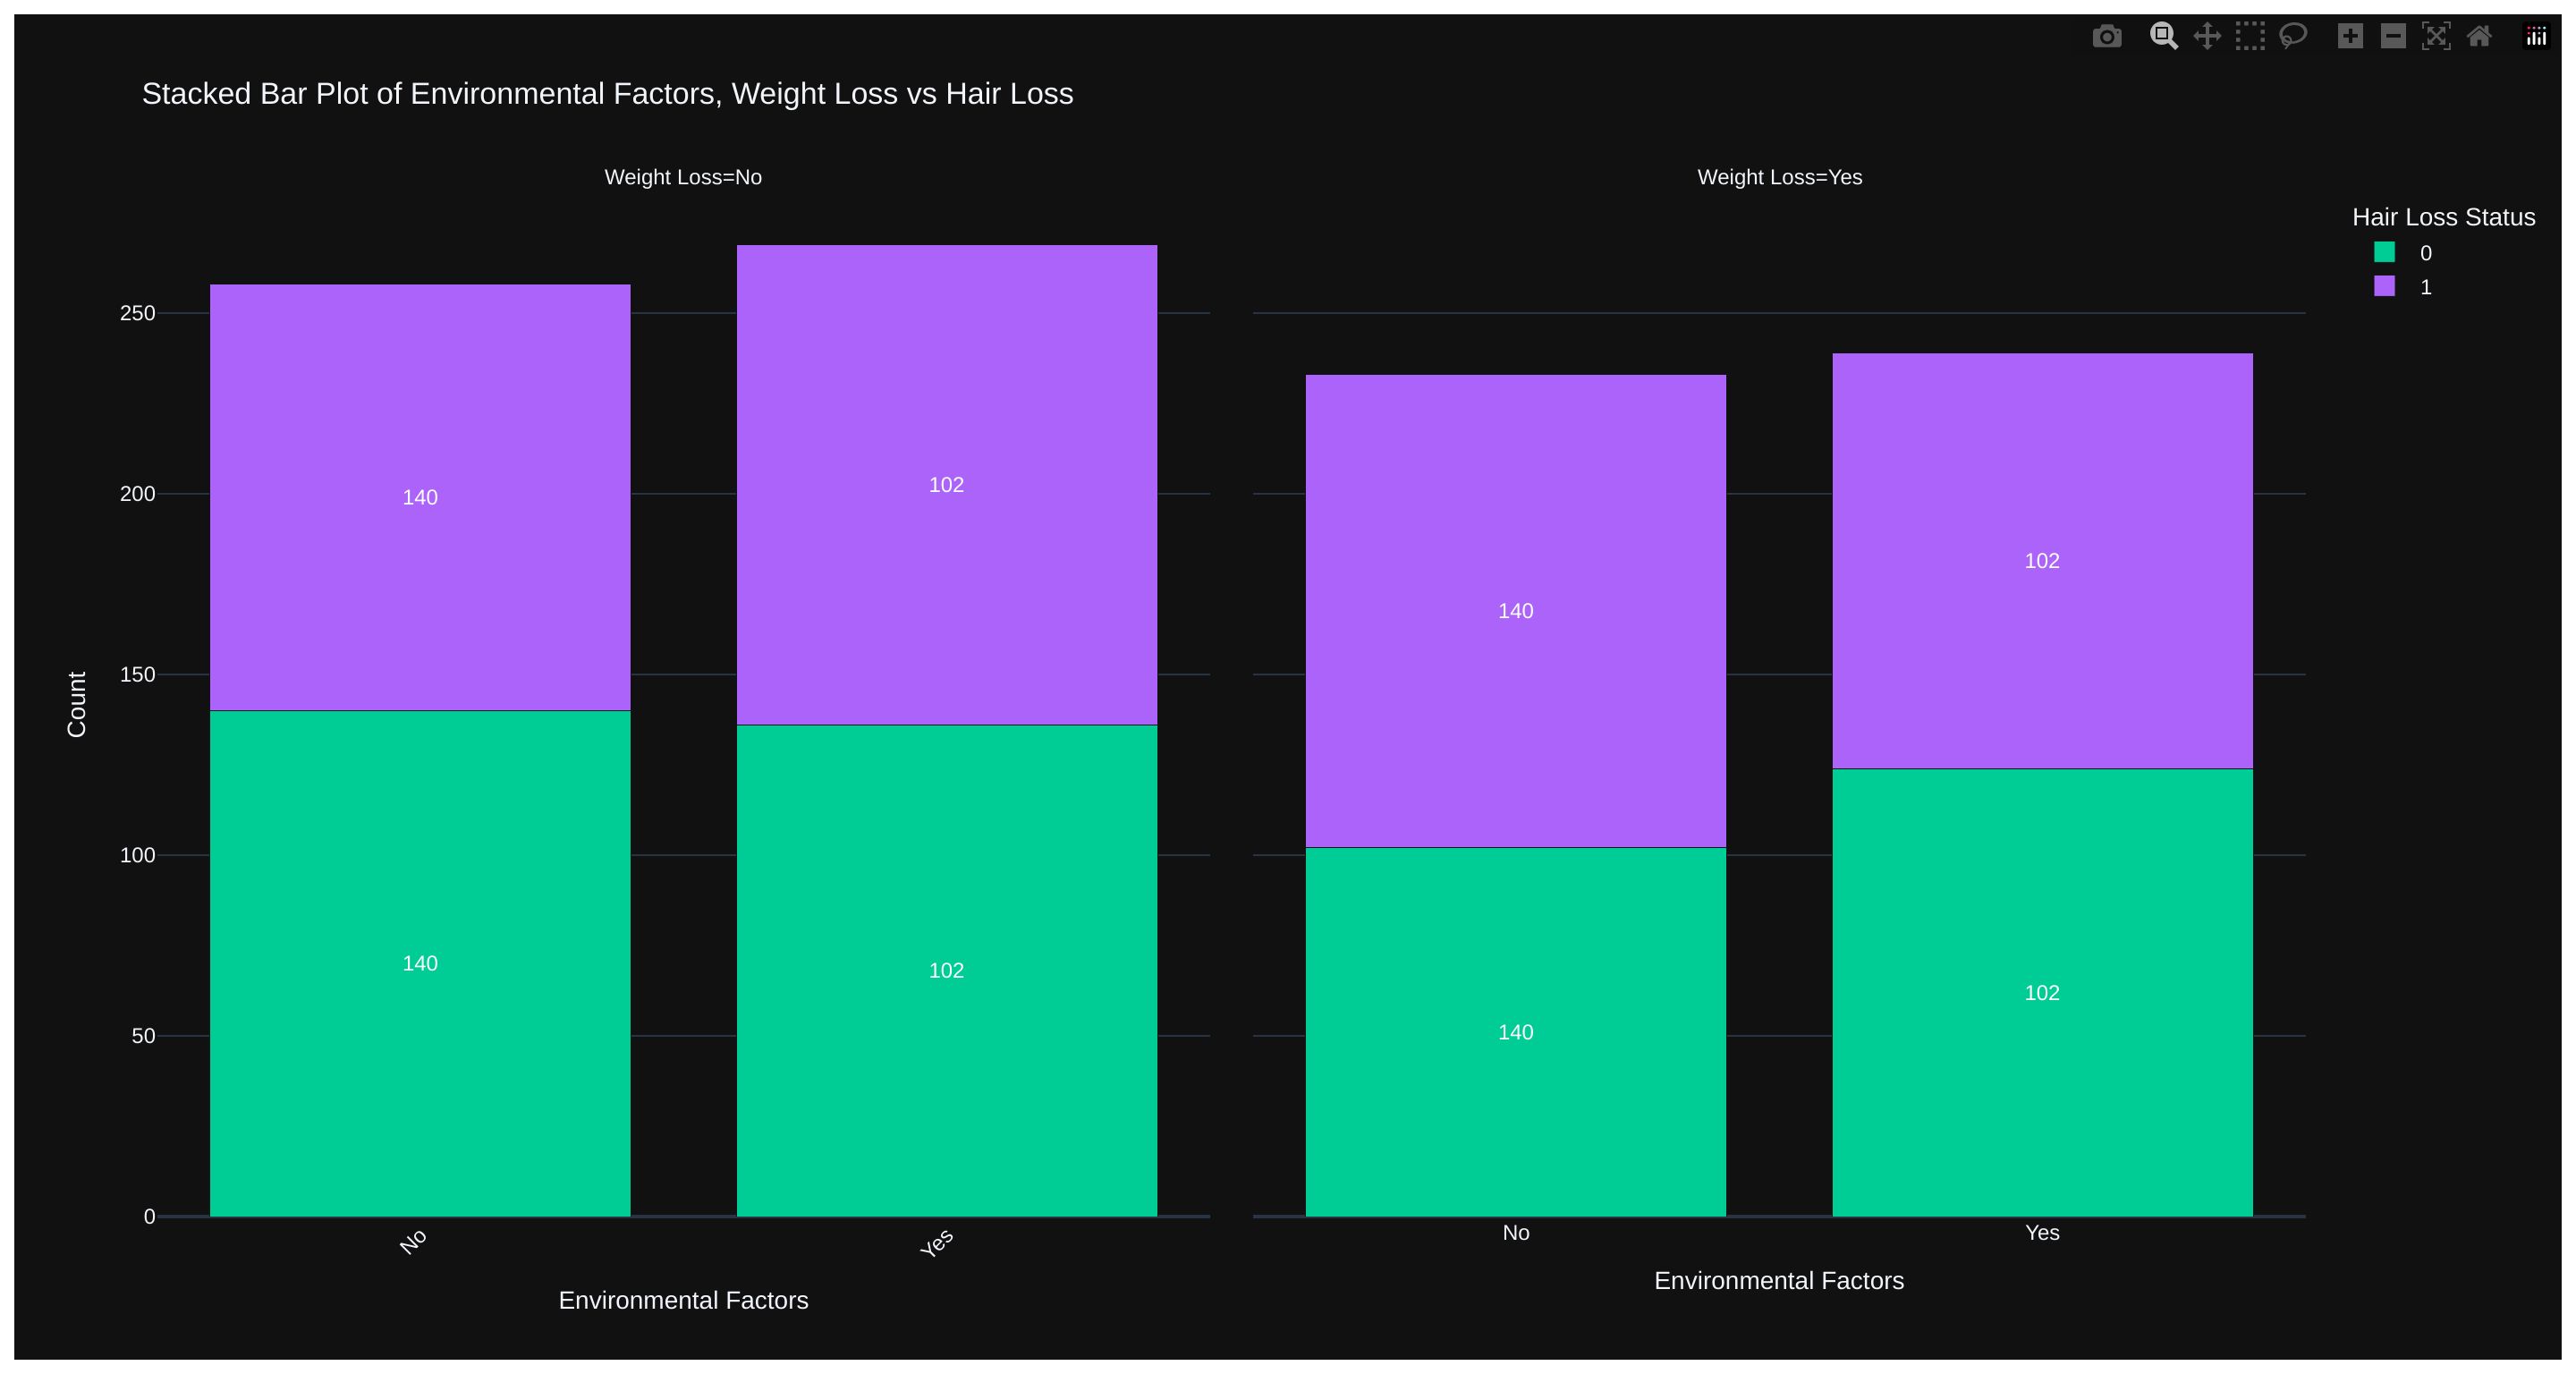 Stacked Bar Plot of Environmental Factors, Weight Loss vs Hair Loss
Weight Loss=No
Weight Loss=Yes
Hair Loss Status
0
1
250
200
150
100
50
0
Count
140
102
140
102
140
102
140
102
No
Yes
No
Yes
Environmental Factors
Environmental Factors